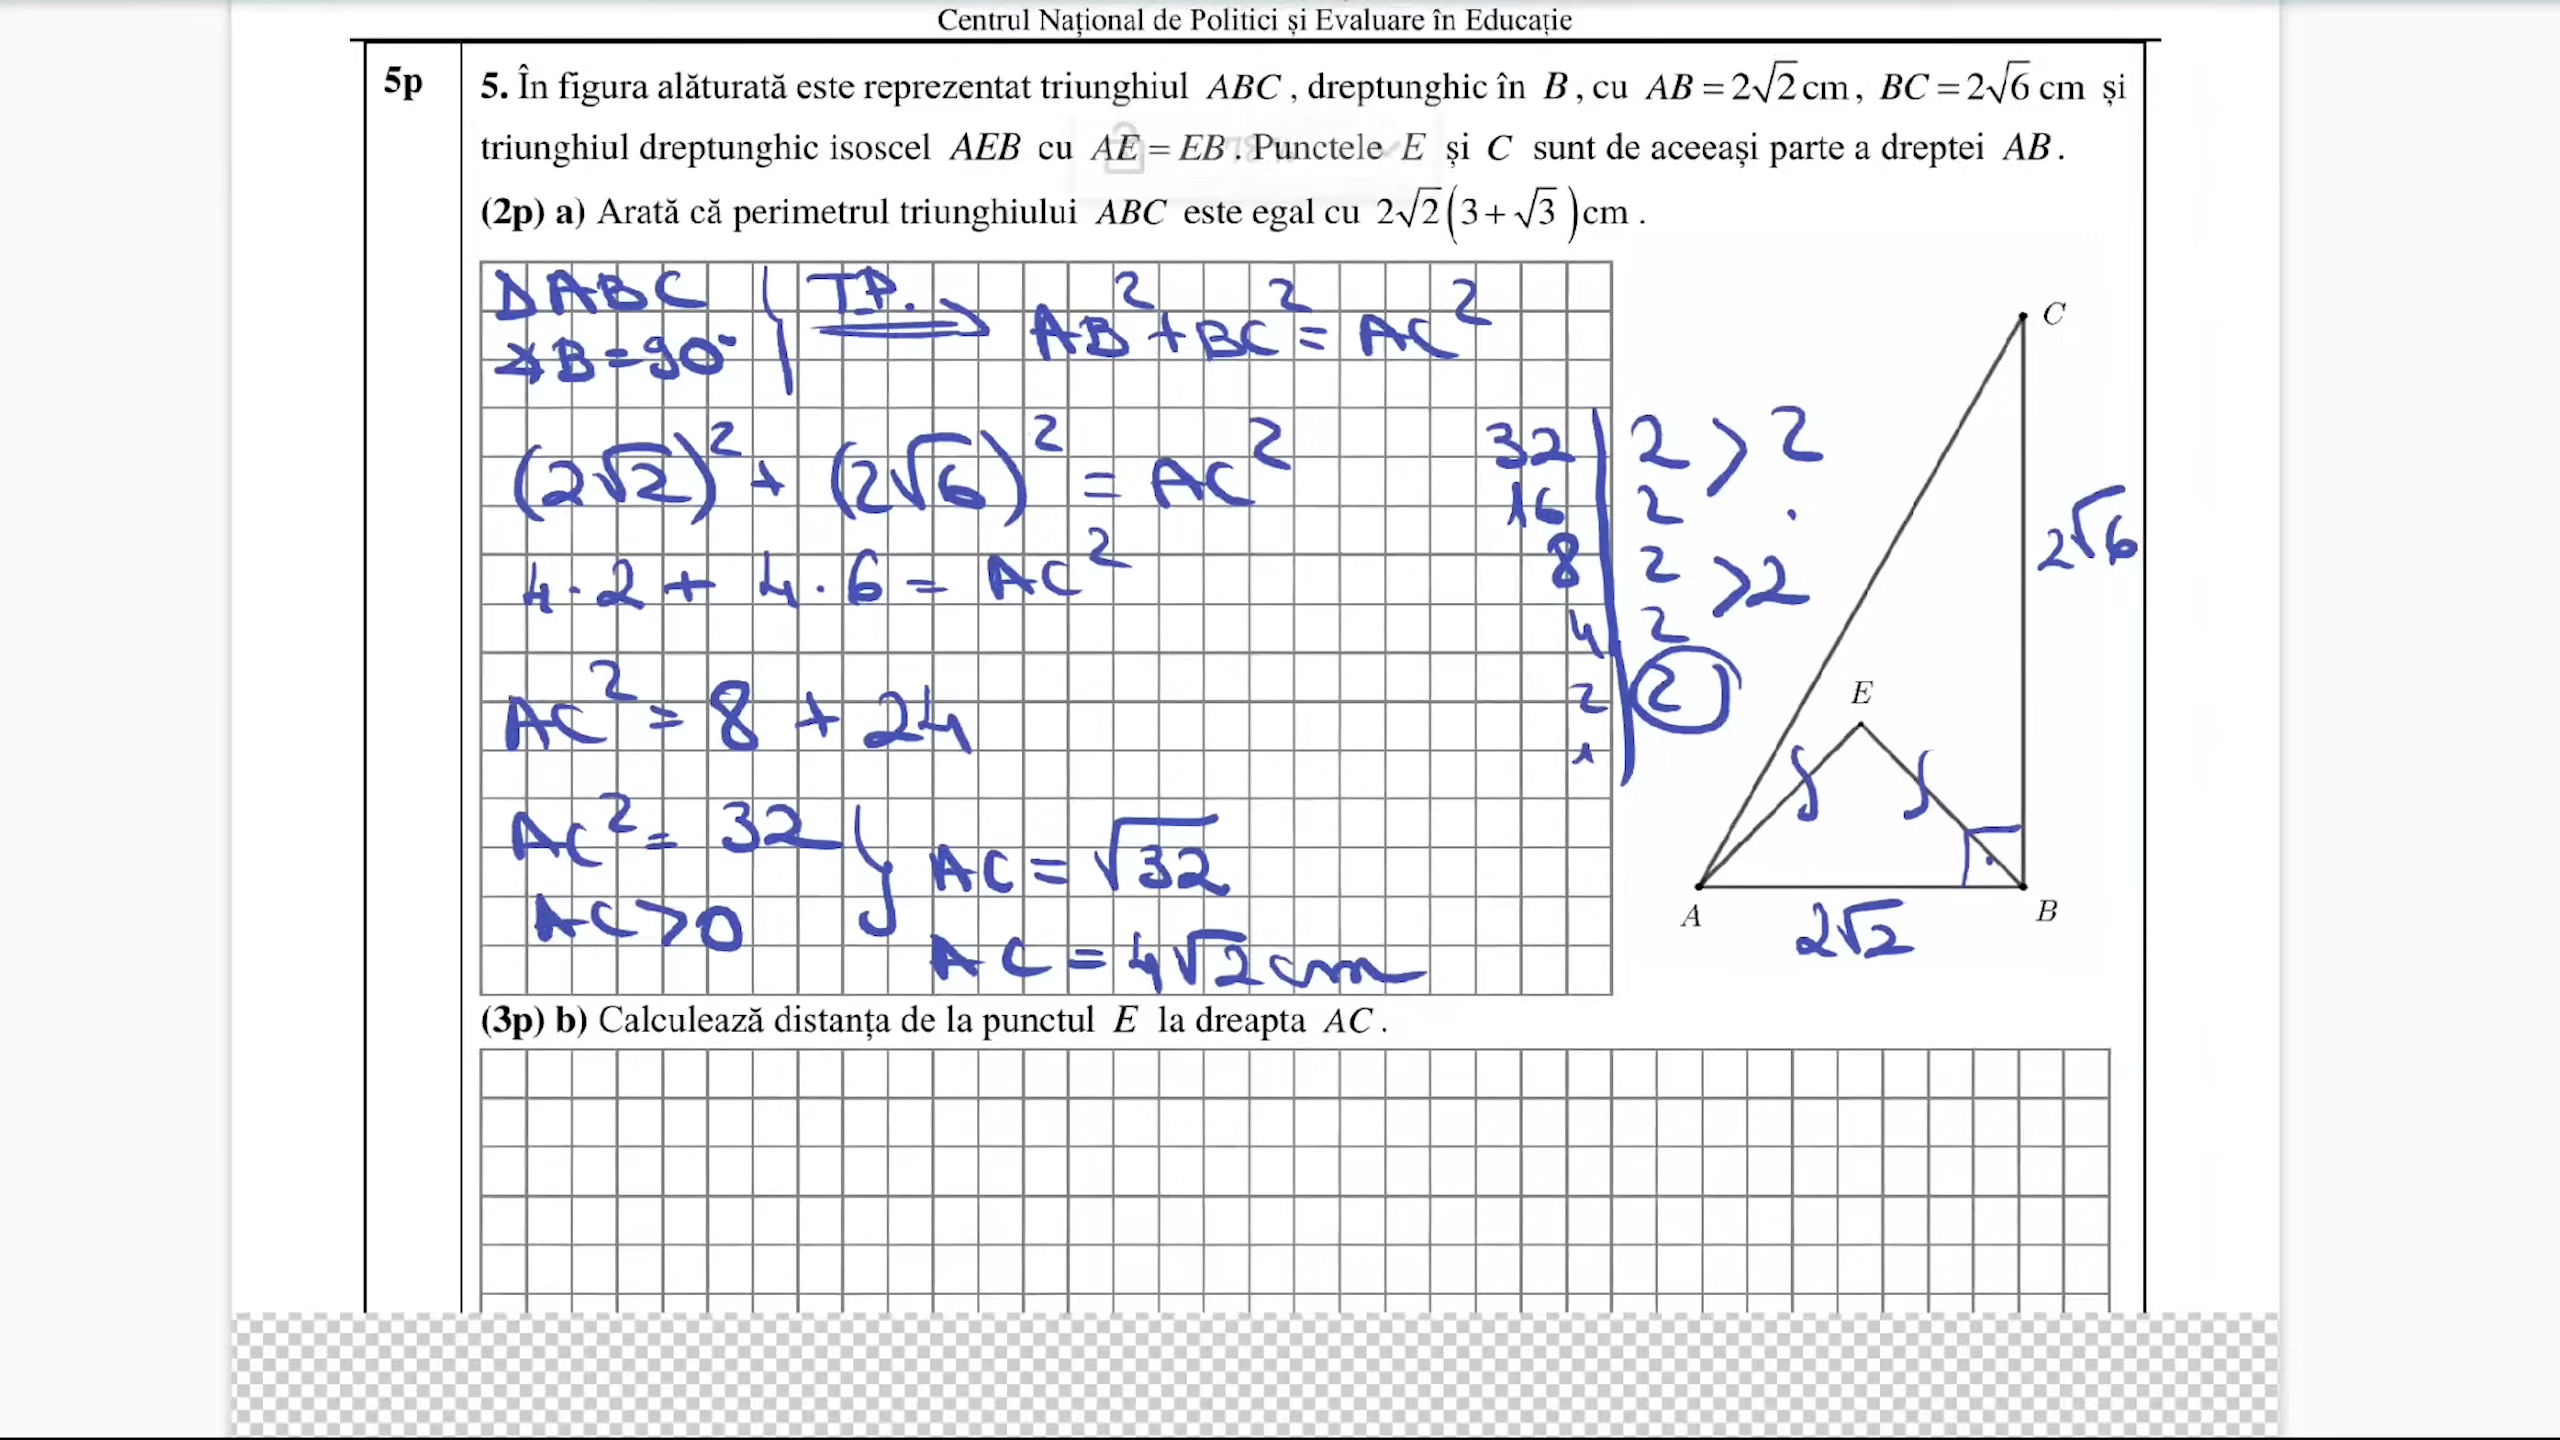 Centrul Național de Politici și Evaluare în Educație
5p
5. În figura alăturată este reprezentat triunghiul ABC, dreptunghic în B, cu AB = 2√2 cm, BC = 2√6 cm și
triunghiul dreptunghic isoscel AEB cu AE = EB. Punctele E și C sunt de aceeași parte a dreptei AB.
(2p) a) Arată că perimetrul triunghiului ABC este egal cu 2√2(3+√3) cm.
ΔABC
∢B = 90°
T.P. ⟹ AB² + BC² = AC²
(2√2)² + (2√6)² = AC²
4·2 + 4·6 = AC²
AC² = 8 + 24
AC² = 32
AC > 0
AC = √32
AC = 4√2 cm
32 | 2 > 2
16 | 2 ·
8 | 2 > 2
4 | 2
2 | 2
1
C
2√6
E
A
B
2√2
(3p) b) Calculează distanța de la punctul E la dreapta AC.